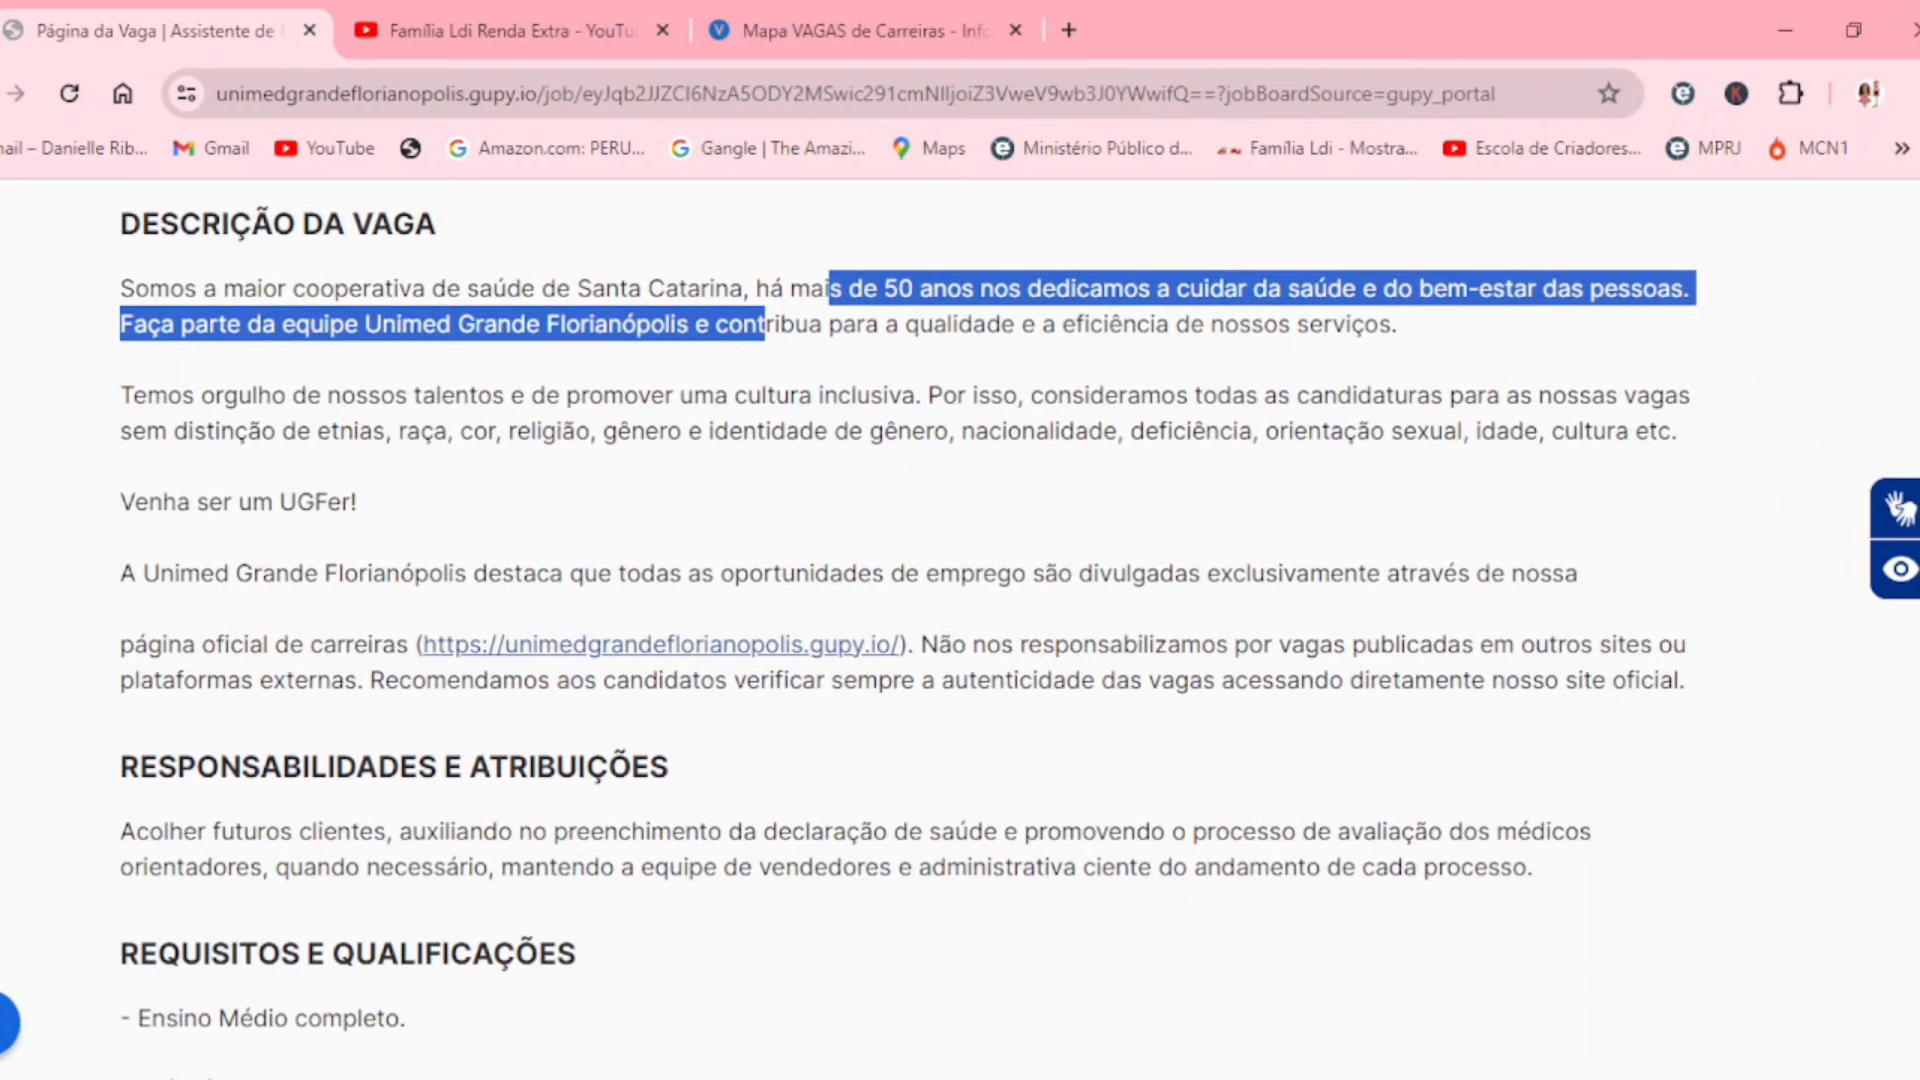 Página da Vaga | Assistente de
Família Ldi Renda Extra - YouTu
Mapa VAGAS de Carreiras - Info
unimedgrandeflorianopolis.gupy.io/job/eyJqb2JJZCI6NzA5ODY2MSwic291cmNlIjoiZ3VweV9wb3J0YWwifQ==?jobBoardSource=gupy_portal
ail – Danielle Rib...
Gmail
YouTube
Amazon.com: PERU...
Gangle | The Amazi...
Maps
Ministério Público d...
Família Ldi - Mostra...
Escola de Criadores...
MPRJ
MCN1
DESCRIÇÃO DA VAGA
Somos a maior cooperativa de saúde de Santa Catarina, há mais de 50 anos nos dedicamos a cuidar da saúde e do bem-estar das pessoas.
Faça parte da equipe Unimed Grande Florianópolis e contribua para a qualidade e a eficiência de nossos serviços.
Temos orgulho de nossos talentos e de promover uma cultura inclusiva. Por isso, consideramos todas as candidaturas para as nossas vagas
sem distinção de etnias, raça, cor, religião, gênero e identidade de gênero, nacionalidade, deficiência, orientação sexual, idade, cultura etc.
Venha ser um UGFer!
A Unimed Grande Florianópolis destaca que todas as oportunidades de emprego são divulgadas exclusivamente através de nossa
página oficial de carreiras (https://unimedgrandeflorianopolis.gupy.io/). Não nos responsabilizamos por vagas publicadas em outros sites ou
plataformas externas. Recomendamos aos candidatos verificar sempre a autenticidade das vagas acessando diretamente nosso site oficial.
RESPONSABILIDADES E ATRIBUIÇÕES
Acolher futuros clientes, auxiliando no preenchimento da declaração de saúde e promovendo o processo de avaliação dos médicos
orientadores, quando necessário, mantendo a equipe de vendedores e administrativa ciente do andamento de cada processo.
REQUISITOS E QUALIFICAÇÕES
- Ensino Médio completo.